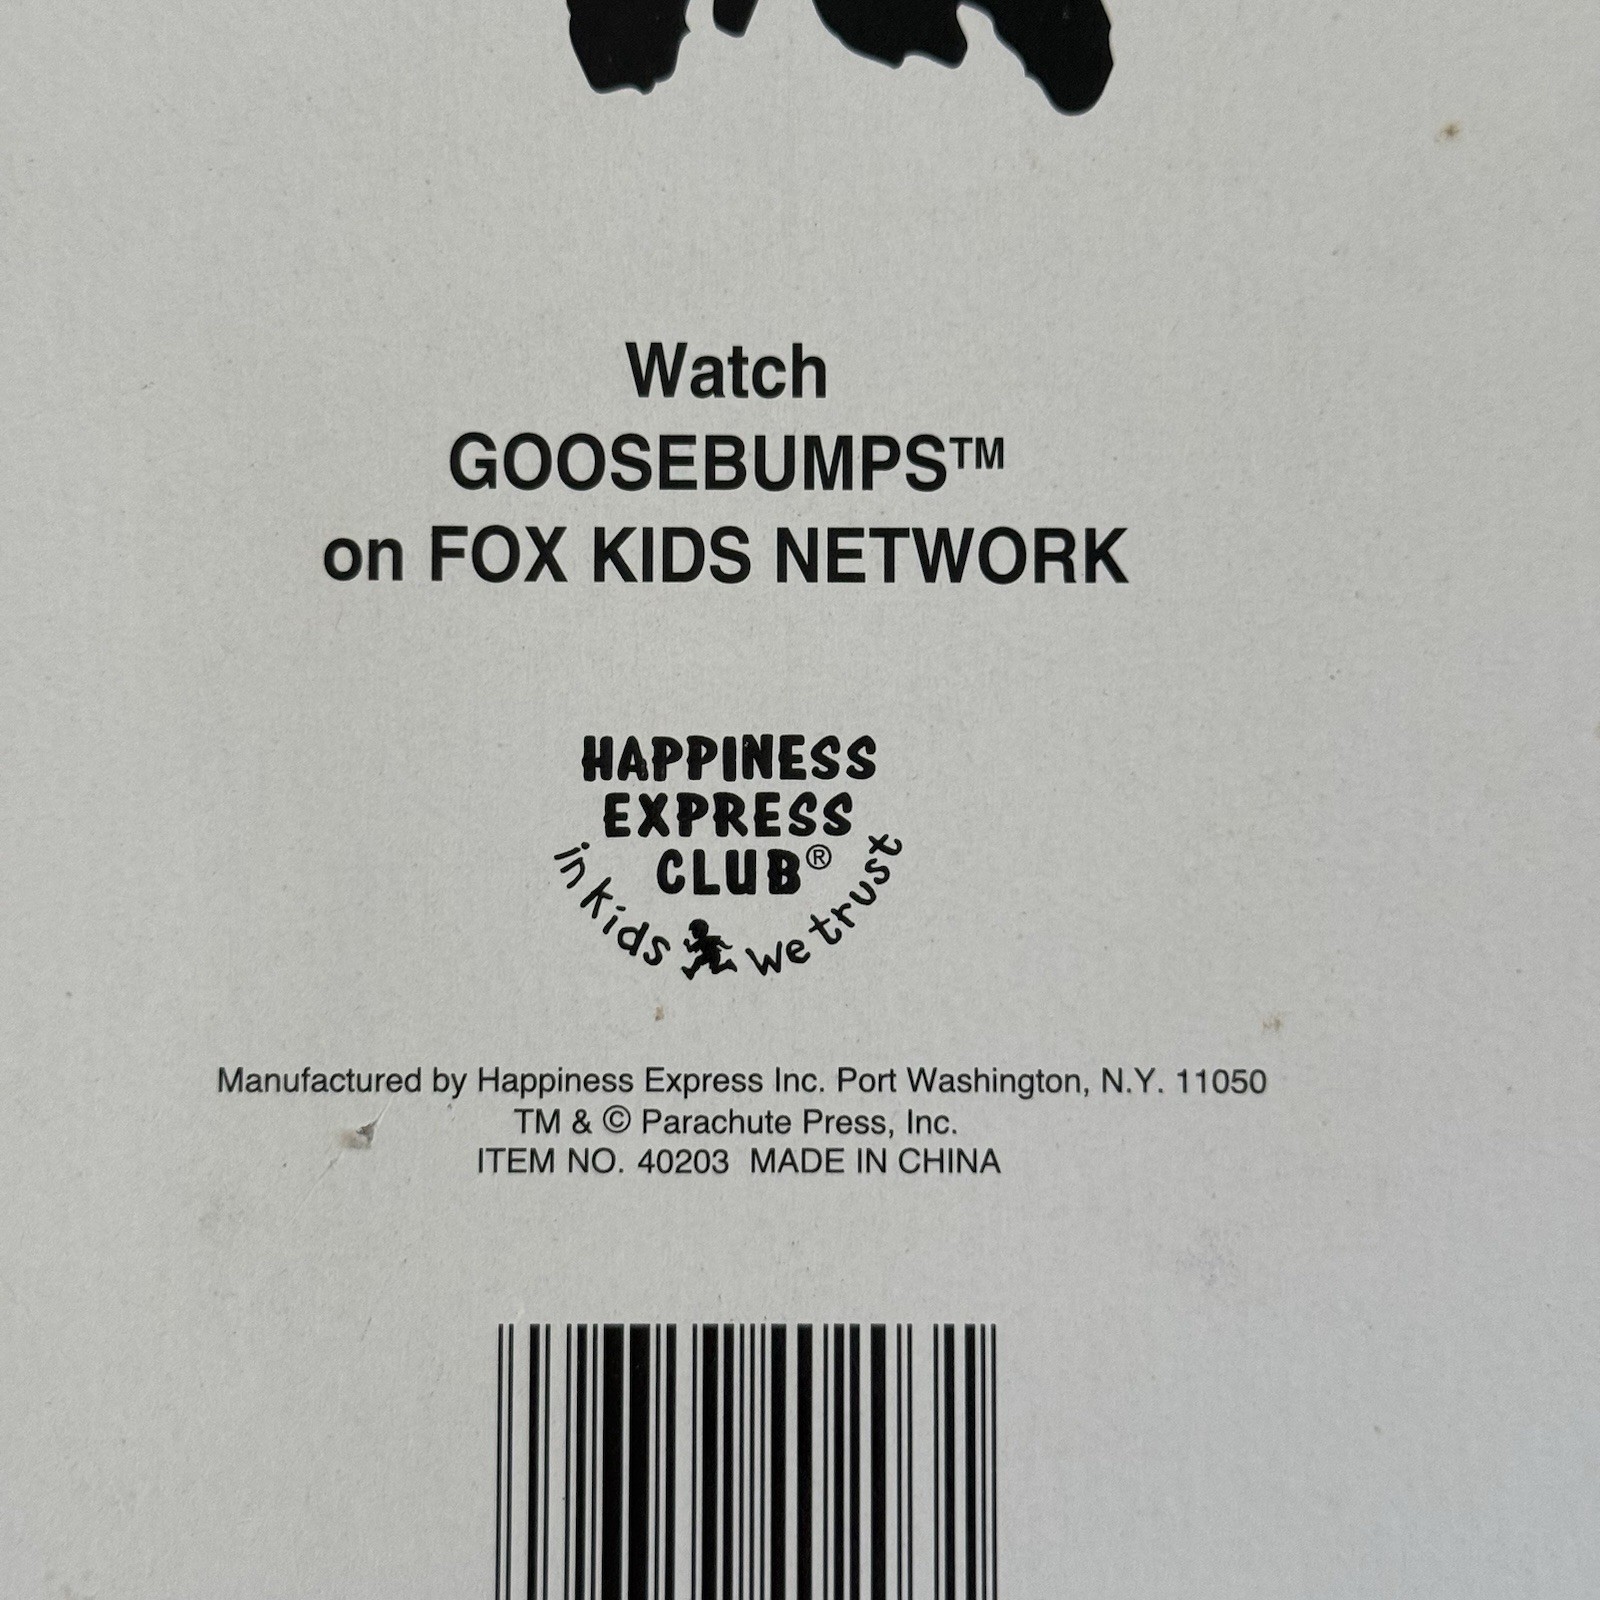 Watch
GOOSEBUMPS™
on FOX KIDS NETWORK
HAPPINESS
EXPRESS
CLUB®
in kids we trust
Manufactured by Happiness Express Inc. Port Washington, N.Y. 11050
TM & © Parachute Press, Inc.
ITEM NO. 40203 MADE IN CHINA